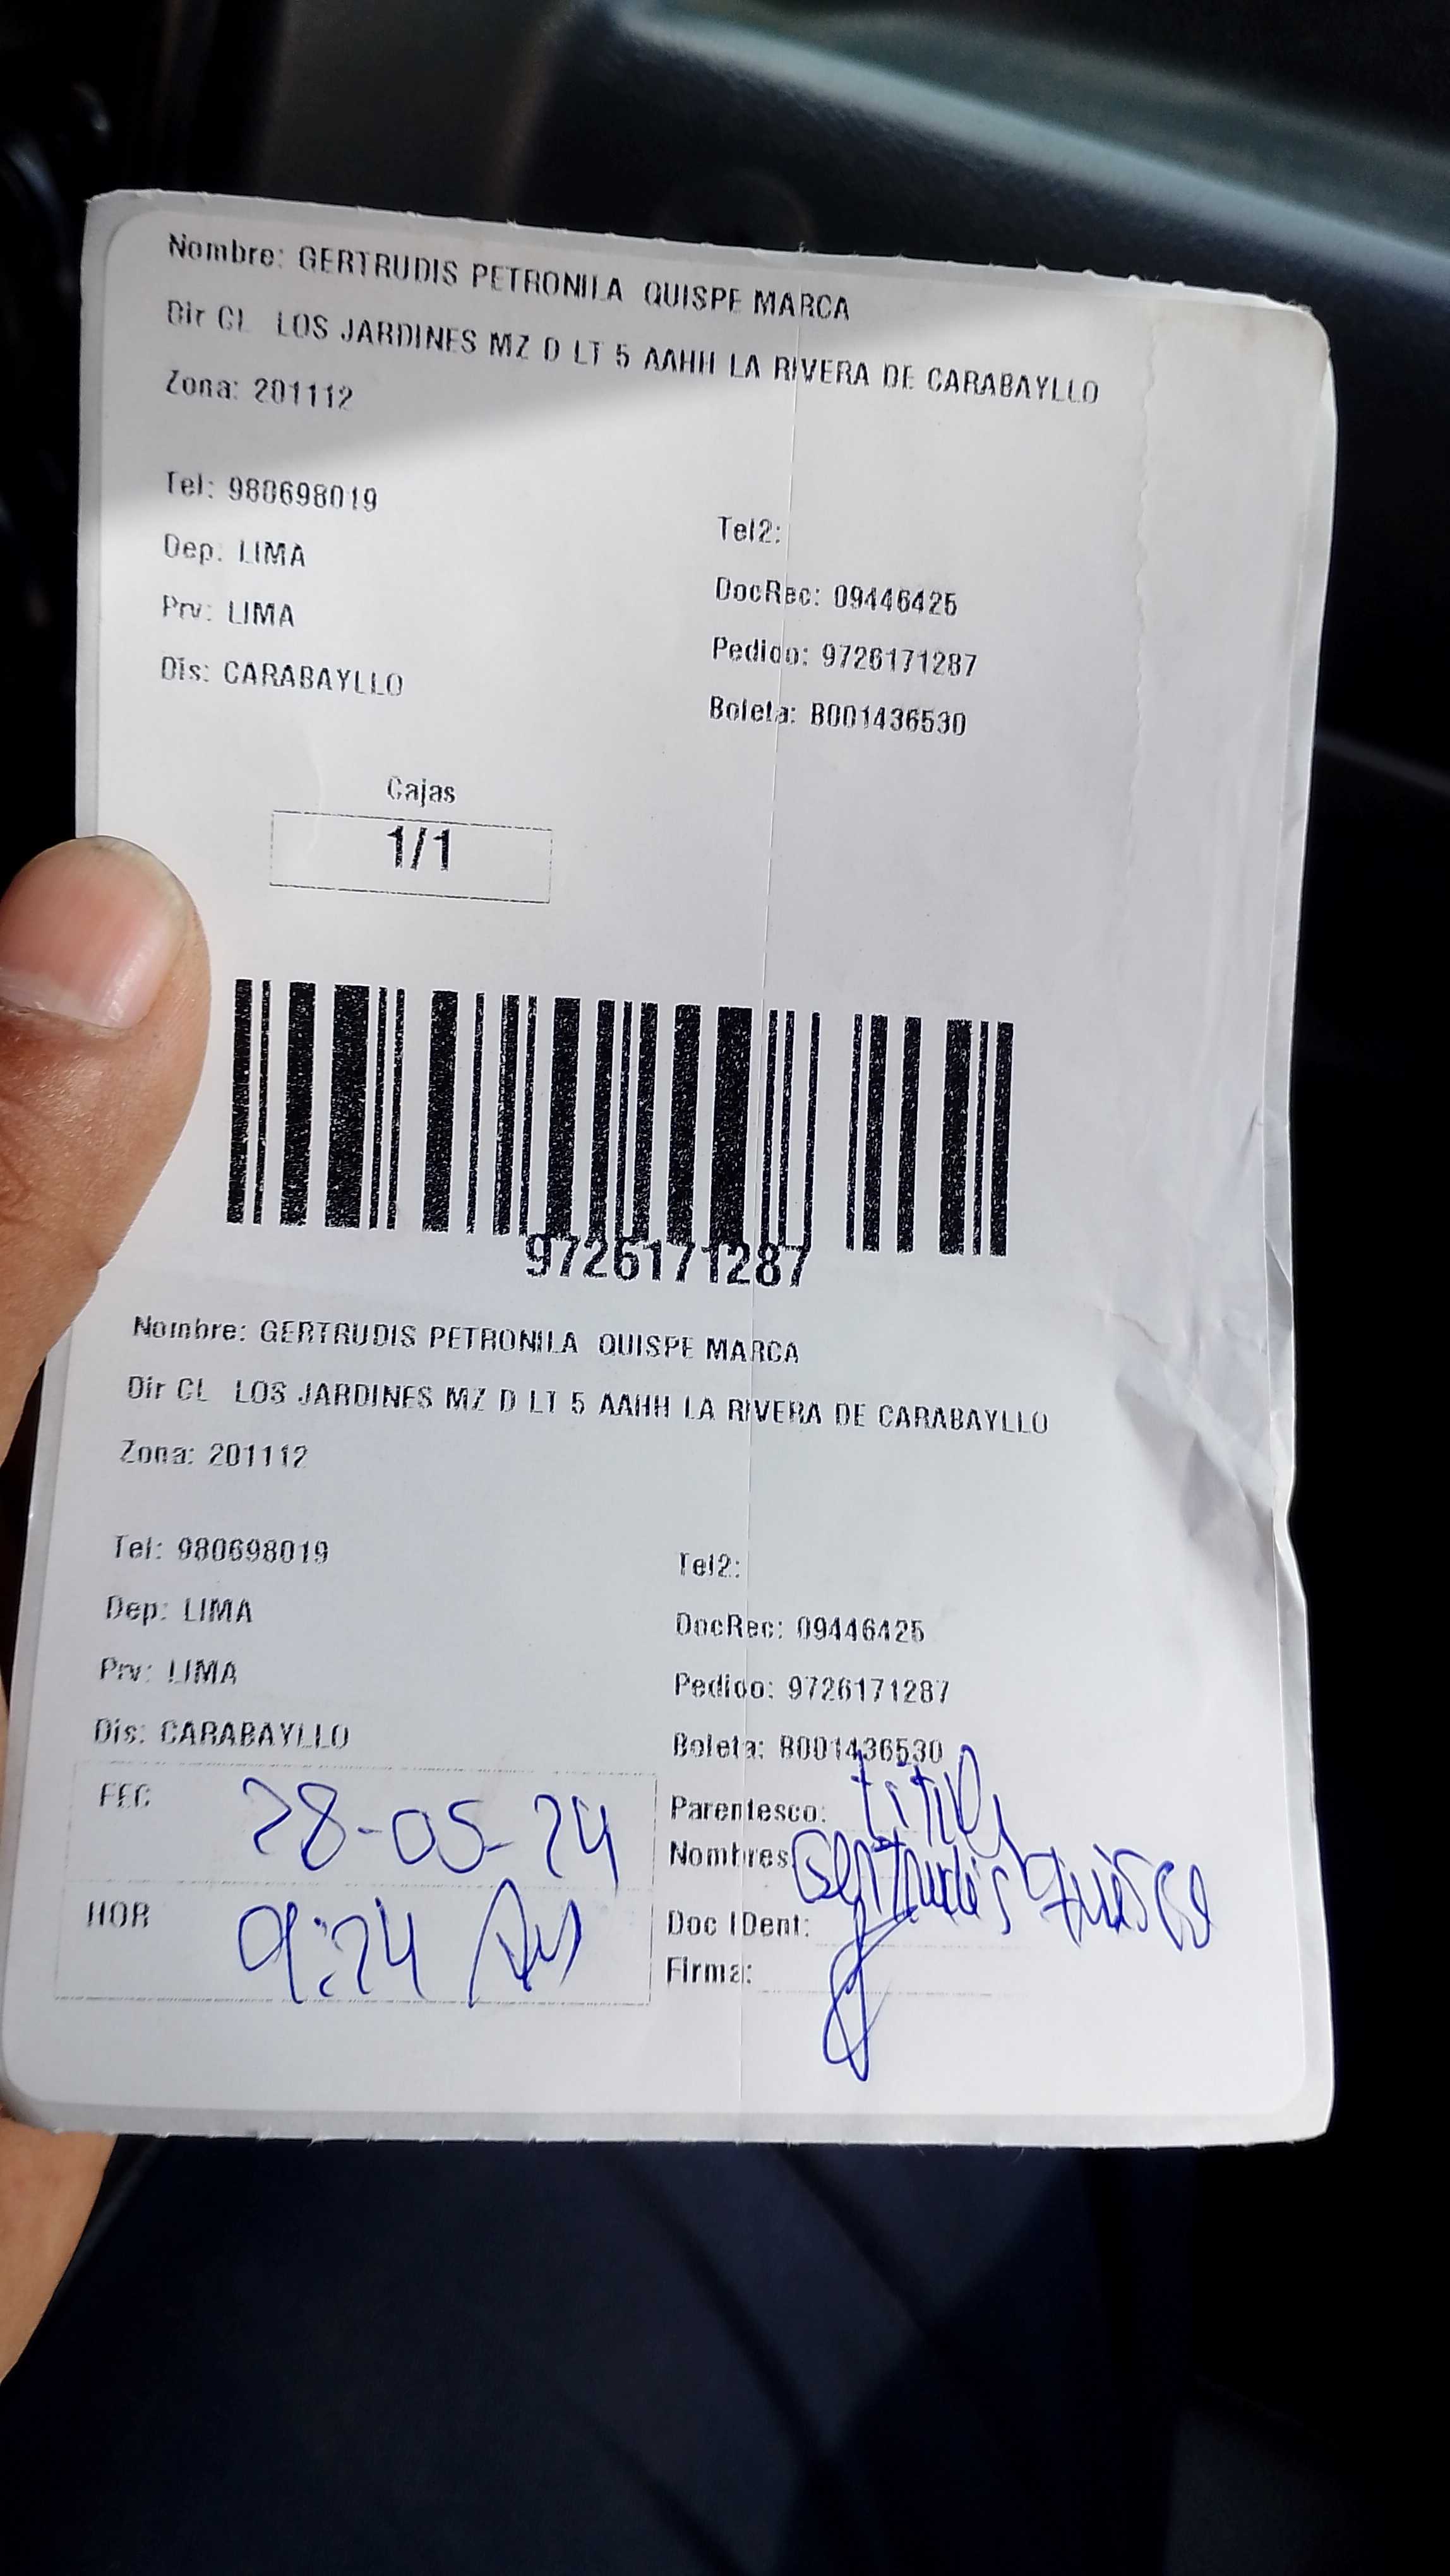 Nombre: GERTRUDIS PETRONILA QUISPE MARCA
Dir CL LOS JARDINES MZ D LT 5 AAHH LA RIVERA DE CARABAYLLO
Zona: 201112
Tel: 980698019
Tel2:
Dep: LIMA
DocRec: 09446425
Prv: LIMA
Pedido: 9726171287
Dis: CARABAYLLO
Boleta: B001436530
Cajas
1/1
9726171287
Nombre: GERTRUDIS PETRONILA QUISPE MARCA
Dir CL LOS JARDINES MZ D LT 5 AAHH LA RIVERA DE CARABAYLLO
Zona: 201112
Tel: 980698019
Tel2:
Dep: LIMA
DocRec: 09446425
Prv: LIMA
Pedido: 9726171287
Dis: CARABAYLLO
Boleta: B001436530
FEC 28-05-24
Parentesco:
Nombres Gertrudis Quispe
HOR 9:24 Am
Doc IDent:
Firma: